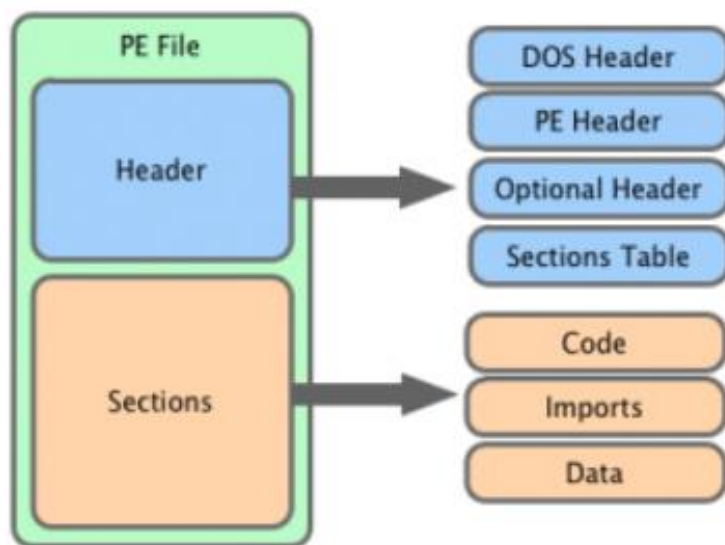 PE File
Header
Sections
DOS Header
PE Header
Optional Header
Sections Table
Code
Imports
Data